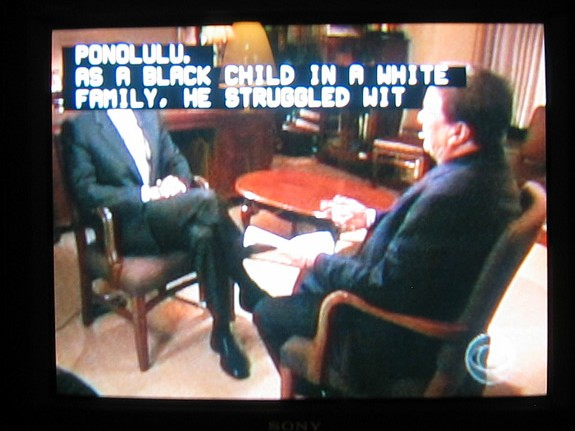 PONOLULU.
AS A BLACK CHILD IN A WHITE
FAMILY, HE STRUGGLED WIT
SONY